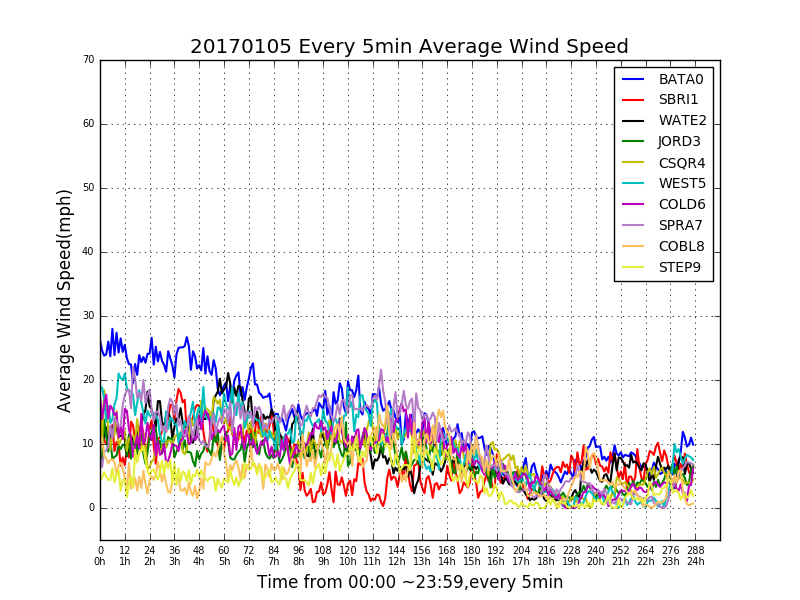 20170105 Every 5min Average Wind Speed
70
60
50
40
30
20
10
0
Average Wind Speed(mph)
BATA0
SBRI1
WATE2
JORD3
CSQR4
WEST5
COLD6
SPRA7
COBL8
STEP9
0 12 24 36 48 60 72 84 96 108 120 132 144 156 168 180 192 204 216 228 240 252 264 276 288
0h 1h 2h 3h 4h 5h 6h 7h 8h 9h 10h 11h 12h 13h 14h 15h 16h 17h 18h 19h 20h 21h 22h 23h 24h
Time from 00:00 ~23:59,every 5min